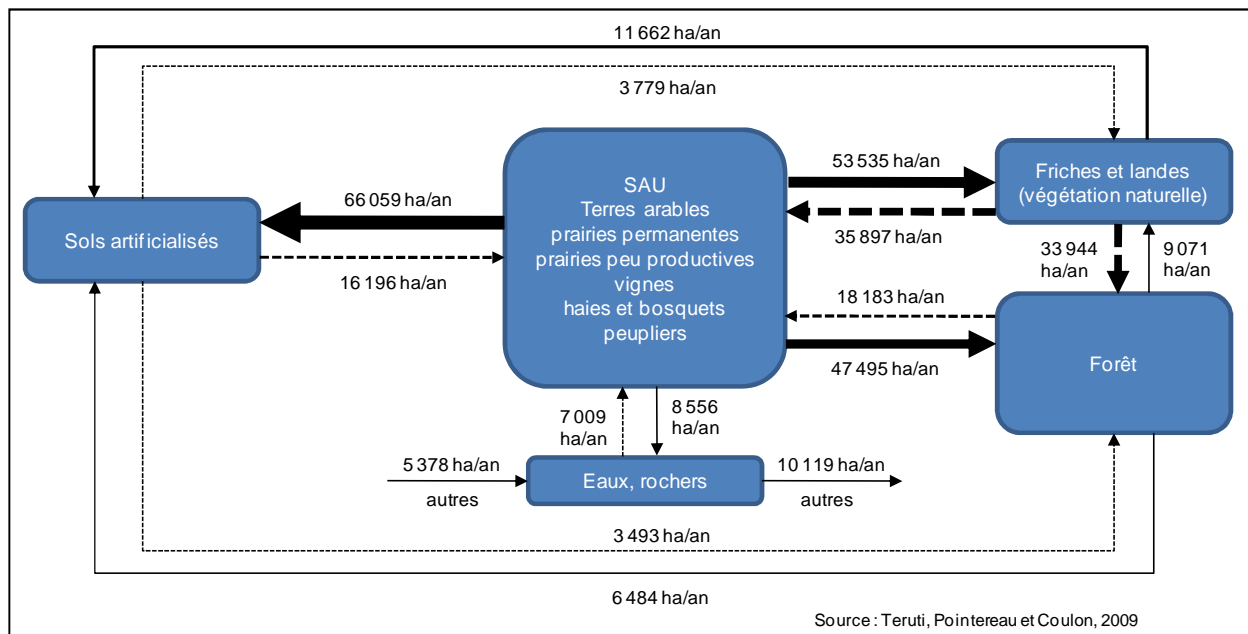 11 662 ha/an
3 779 ha/an
SAU
Terres arables
prairies permanentes
prairies peu productives
vignes
haies et bosquets
peupliers
Sols artificialisés
66 059 ha/an
16 196 ha/an
53 535 ha/an
35 897 ha/an
Friches et landes
(végétation naturelle)
33 944
ha/an
9 071
ha/an
18 183 ha/an
47 495 ha/an
Forêt
7 009
ha/an
8 556
ha/an
5 378 ha/an
autres
Eaux, rochers
10 119 ha/an
autres
3 493 ha/an
6 484 ha/an
Source : Teruti, Pointereau et Coulon, 2009